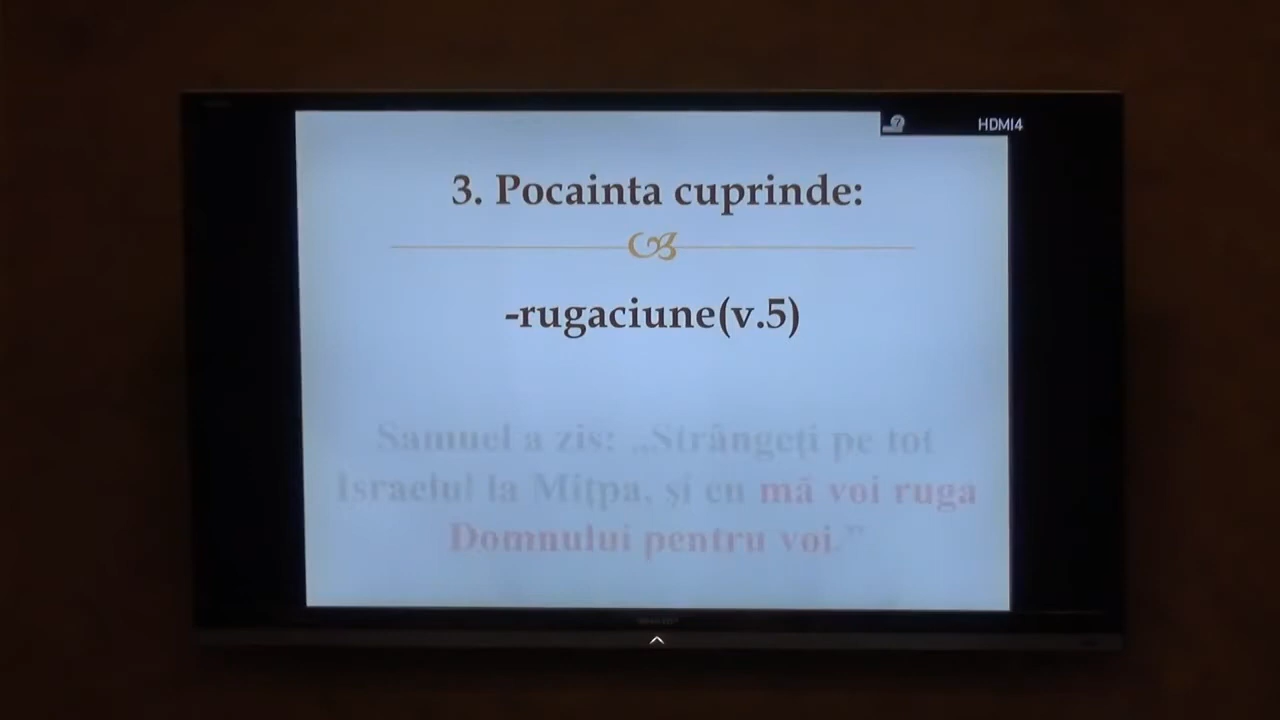 HDMI4
3. Pocainta cuprinde:
-rugaciune(v.5)
Samuel a zis: „Strângeți pe tot
Israelul la Mițpa, și eu mă voi ruga
Domnului pentru voi.”